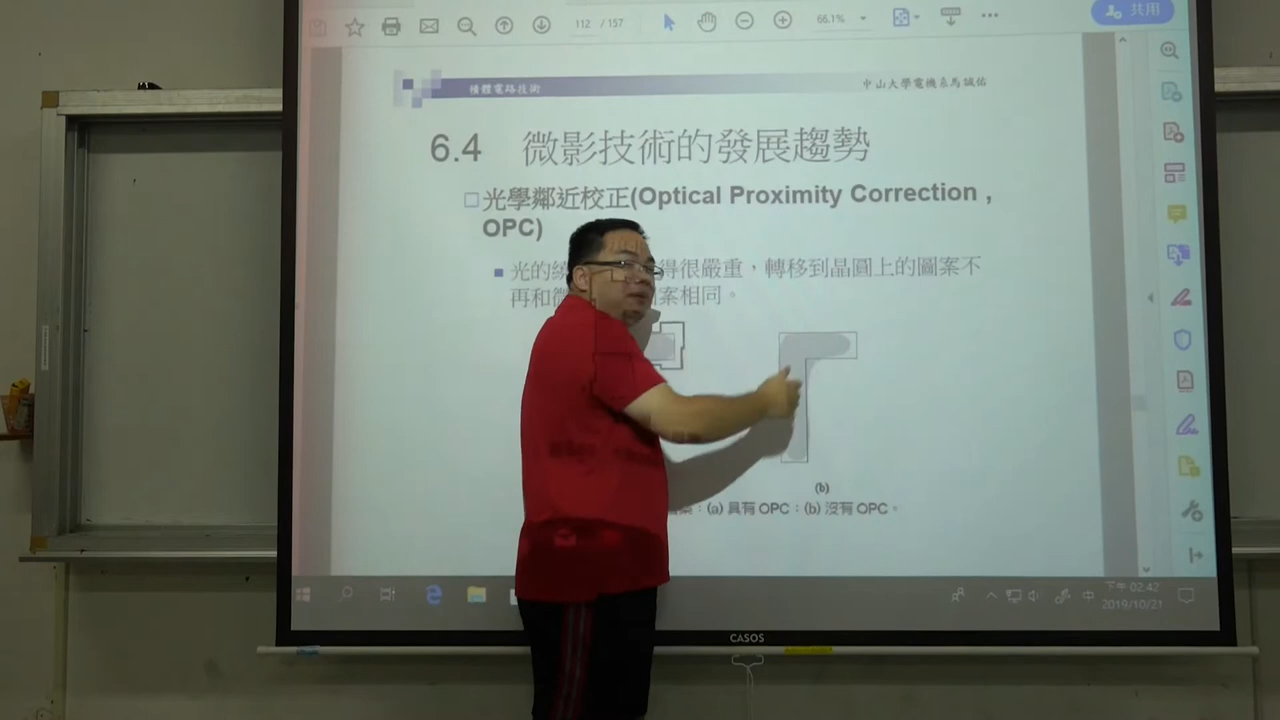 112 / 157
66.1%
共用
積體電路技術
中山大學電機系馬誠佑
6.4 微影技術的發展趨勢
光學鄰近校正(Optical Proximity Correction ,
OPC)
光的繞 得很嚴重，轉移到晶圓上的圖案不
再和微 圖案相同。
(b)
：(a) 具有 OPC；(b) 沒有 OPC。
中
下午 02:42
2019/10/21
CASOS